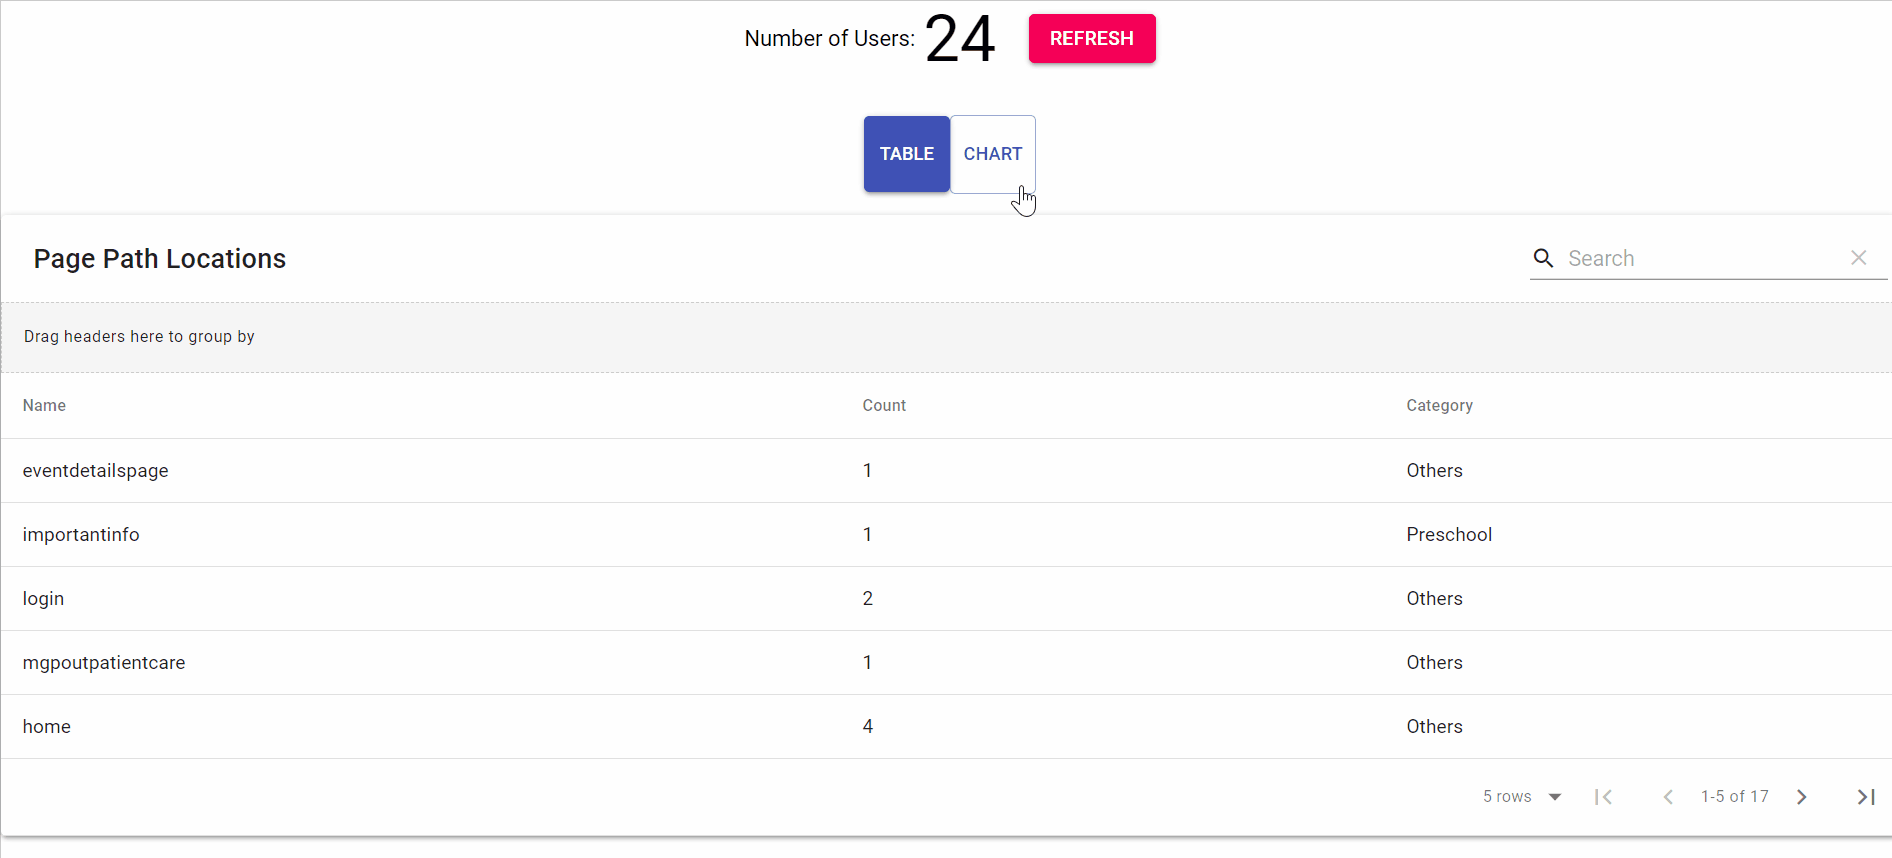 Number of Users: 24 REFRESH
TABLE CHART
Page Path Locations Search
Drag headers here to group by
Name Count Category
eventdetailspage 1 Others
importantinfo 1 Preschool
login 2 Others
mgpoutpatientcare 1 Others
home 4 Others
5 rows 1-5 of 17